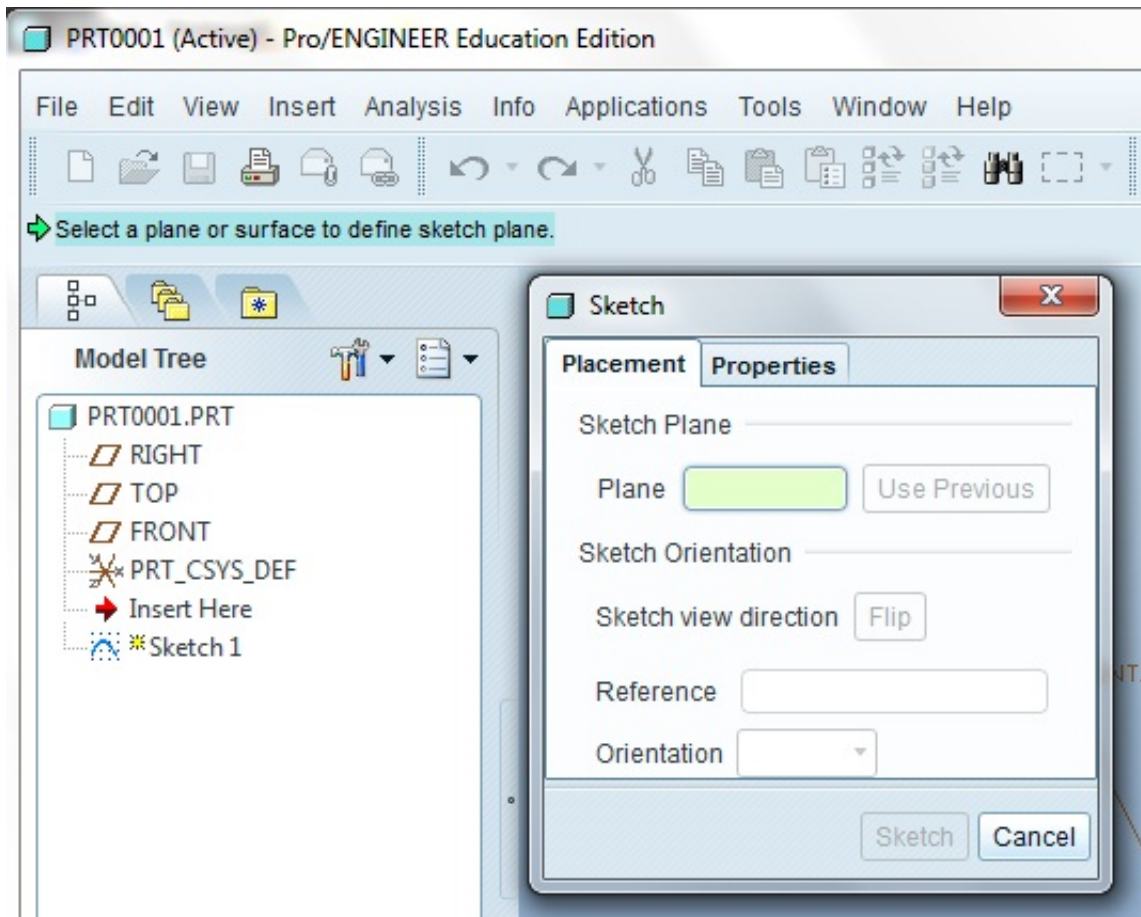 PRT0001 (Active) - Pro/ENGINEER Education Edition
File Edit View Insert Analysis Info Applications Tools Window Help
Select a plane or surface to define sketch plane.
Model Tree
PRT0001.PRT
RIGHT
TOP
FRONT
PRT_CSYS_DEF
Insert Here
Sketch 1
Sketch
Placement Properties
Sketch Plane
Plane Use Previous
Sketch Orientation
Sketch view direction Flip
Reference
Orientation
Sketch Cancel